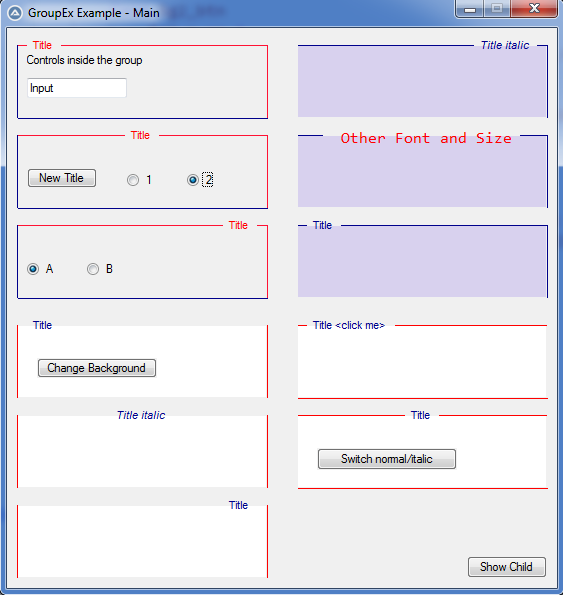 GroupEx Example - Main
Title
Controls inside the group
Input
Title italic
Title
New Title
1
2
Other Font and Size
Title
A
B
Title
Title
Change Background
Title <click me>
Title italic
Title
Switch normal/italic
Title
Show Child